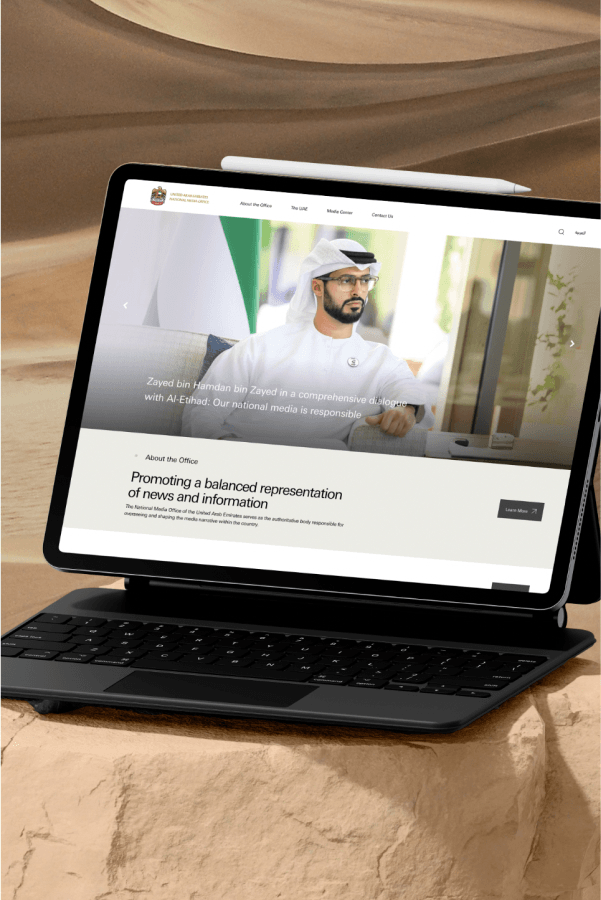 UNITED ARAB EMIRATES
NATIONAL MEDIA OFFICE
About the Office
The UAE
Media Center
Contact Us
العربية
Zayed bin Hamdan bin Zayed in a comprehensive dialogue
with Al-Etihad: Our national media is responsible
About the Office
Promoting a balanced representation
of news and information
The National Media Office of the United Arab Emirates serves as the authoritative body responsible for
overseeing and shaping the media narrative within the country.
Learn More